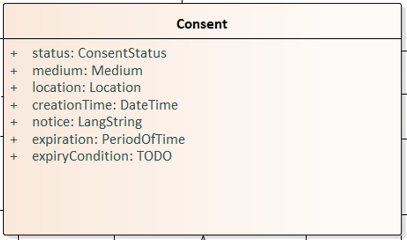 Consent
+ status: ConsentStatus
+ medium: Medium
+ location: Location
+ creationTime: DateTime
+ notice: LangString
+ expiration: PeriodOfTime
+ expiryCondition: TODO